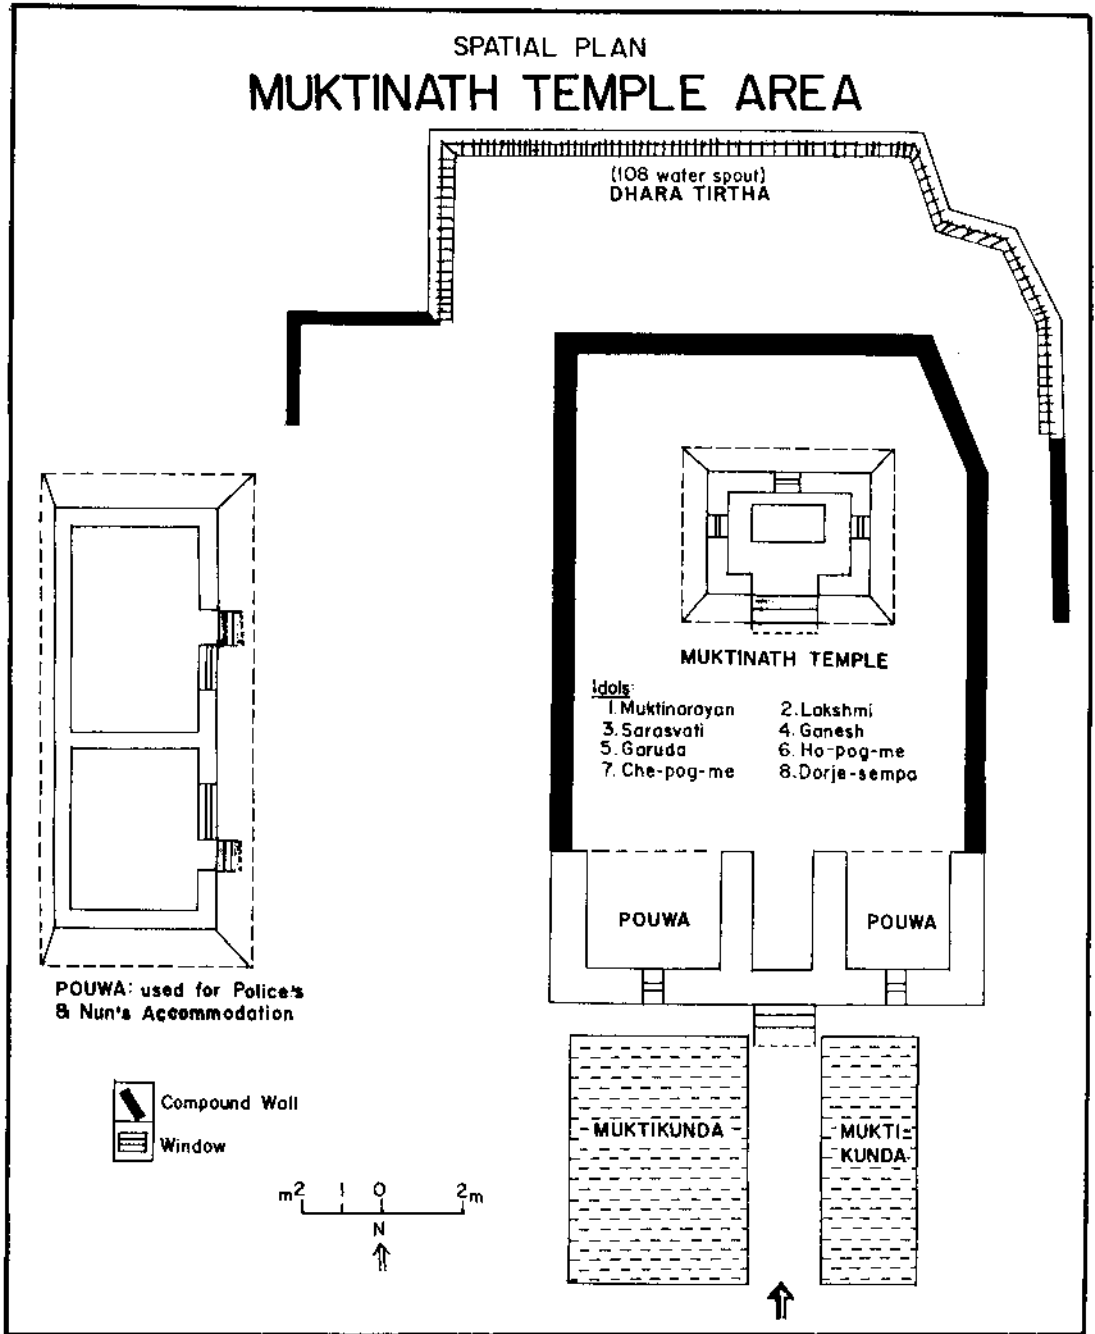 SPATIAL PLAN
MUKTINATH TEMPLE AREA
(108 water spout)
DHARA TIRTHA
MUKTINATH TEMPLE
Idols:
1. Muktinarayan 2. Lakshmi
3. Sarasvati 4. Ganesh
5. Garuda 6. Ho-pog-me
7. Che-pog-me 8. Dorje-sempa
POUWA
POUWA
POUWA: used for Police's
& Nun's Accommodation
Compound Wall
Window
m2 1 0 2m
N
MUKTIKUNDA
MUKTI-
KUNDA